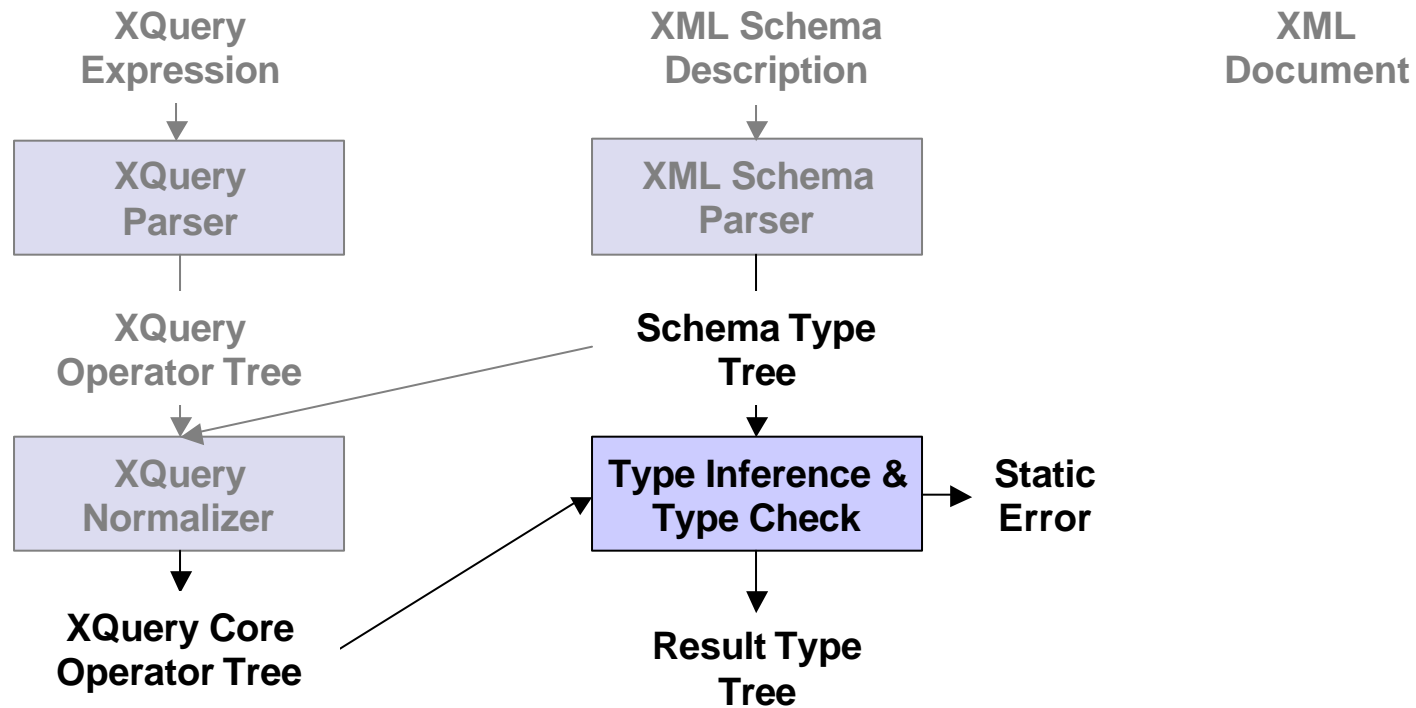 XQuery
Expression
XML Schema
Description
XML
Document
XQuery
Parser
XML Schema
Parser
XQuery
Operator Tree
Schema Type
Tree
XQuery
Normalizer
Type Inference &
Type Check
Static
Error
XQuery Core
Operator Tree
Result Type
Tree